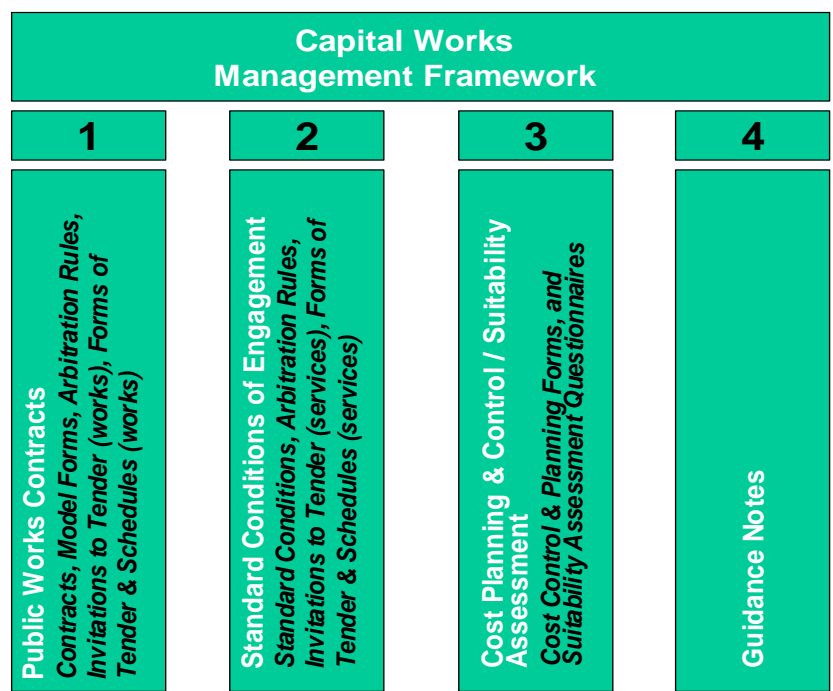 Capital Works
Management Framework
1
2
3
4
Public Works Contracts
Contracts, Model Forms, Arbitration Rules,
Invitations to Tender (works), Forms of
Tender & Schedules (works)
Standard Conditions of Engagement
Standard Conditions, Arbitration Rules,
Invitations to Tender (services), Forms of
Tender & Schedules (services)
Cost Planning & Control / Suitability
Assessment
Cost Control & Planning Forms, and
Suitability Assessment Questionnaires
Guidance Notes